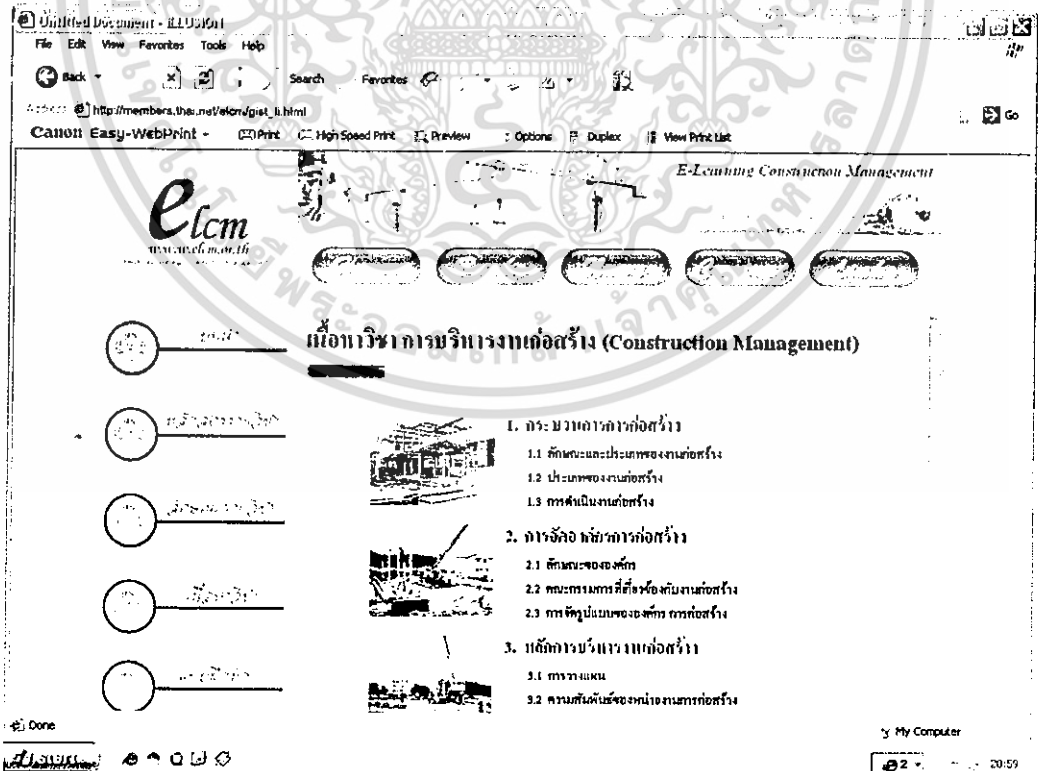 Untitled Document - iLLUSiOn
File Edit View Favorites Tools Help
Back Search Favorites
Address http://members.thai.net/elcm/gist_li.html Go
Canon Easy-WebPrint Print High Speed Print Preview Options Duplex View Print List
E-Learning Construction Management
elcm
เนื้อหาวิชา การบริหารงานก่อสร้าง (Construction Management)
1. กระบวนการการก่อสร้าง
1.1 ลักษณะและประเภทของงานก่อสร้าง
1.2 ประเภทของงานก่อสร้าง
1.3 การดำเนินงานก่อสร้าง
2. การจัดองค์กรการก่อสร้าง
2.1 ลักษณะขององค์กร
2.2 คณะกรรมการที่เกี่ยวข้องกับงานก่อสร้าง
2.3 การจัดรูปแบบขององค์กร การก่อสร้าง
3. หลักการบริหารงานก่อสร้าง
3.1 การวางแผน
3.2 ความสัมพันธ์ของหน่วยงานการก่อสร้าง
Done My Computer
2 20:59